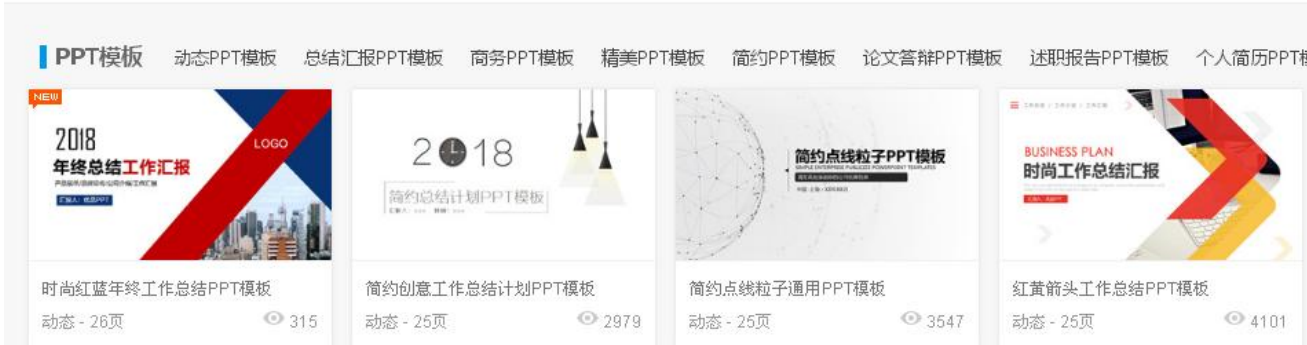 PPT模板 动态PPT模板 总结汇报PPT模板 商务PPT模板 精美PPT模板 简约PPT模板 论文答辩PPT模板 述职报告PPT模板 个人简历PPT
NEW
2018
LOGO
年终总结工作汇报
汇报人：优品PPT
2018
简约总结计划PPT模板
简约点线粒子PPT模板
BUSINESS PLAN
时尚工作总结汇报
时尚红蓝年终工作总结PPT模板
动态 - 26页 315
简约创意工作总结计划PPT模板
动态 - 25页 2979
简约点线粒子通用PPT模板
动态 - 25页 3547
红黄箭头工作总结PPT模板
动态 - 25页 4101